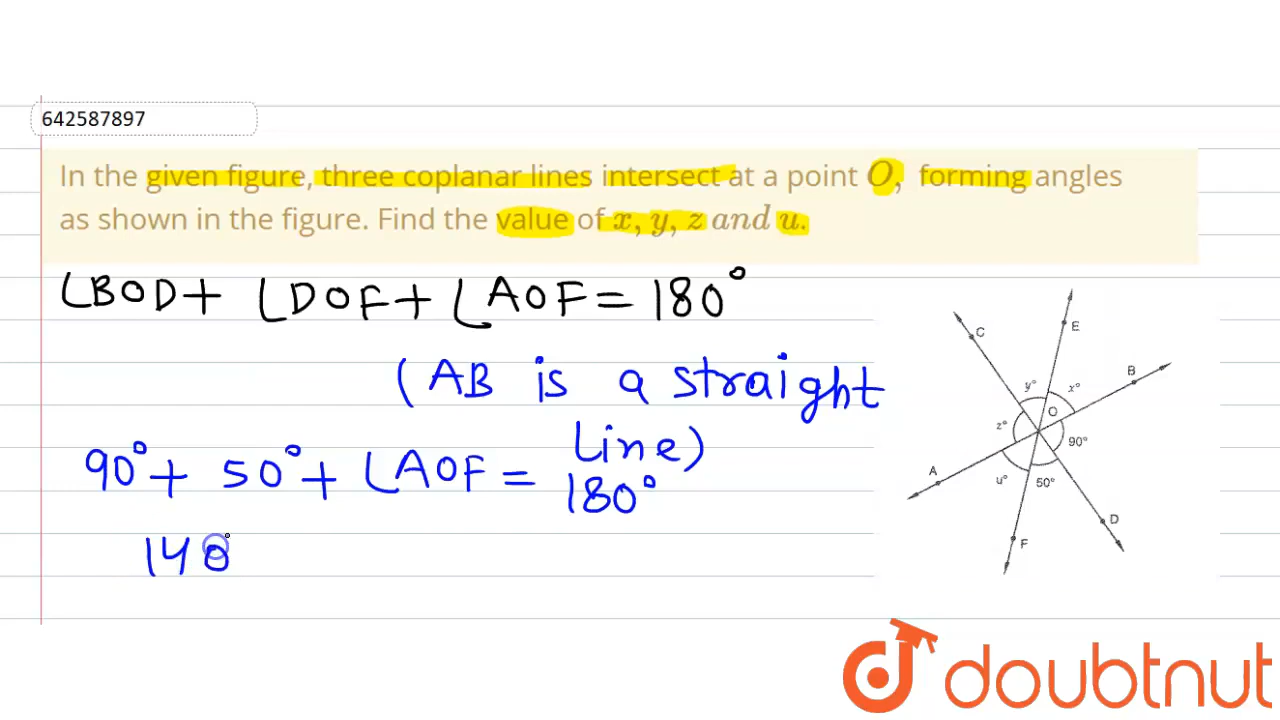 642587897
In the given figure, three coplanar lines intersect at a point O, forming angles
as shown in the figure. Find the value of x, y, z and u.
∠BOD + ∠DOF + ∠AOF = 180°
(AB is a straight
Line)
90° + 50° + ∠AOF = 180°
140°
C
E
B
y°
x°
O
z°
90°
A
u°
50°
D
F
doubtnut